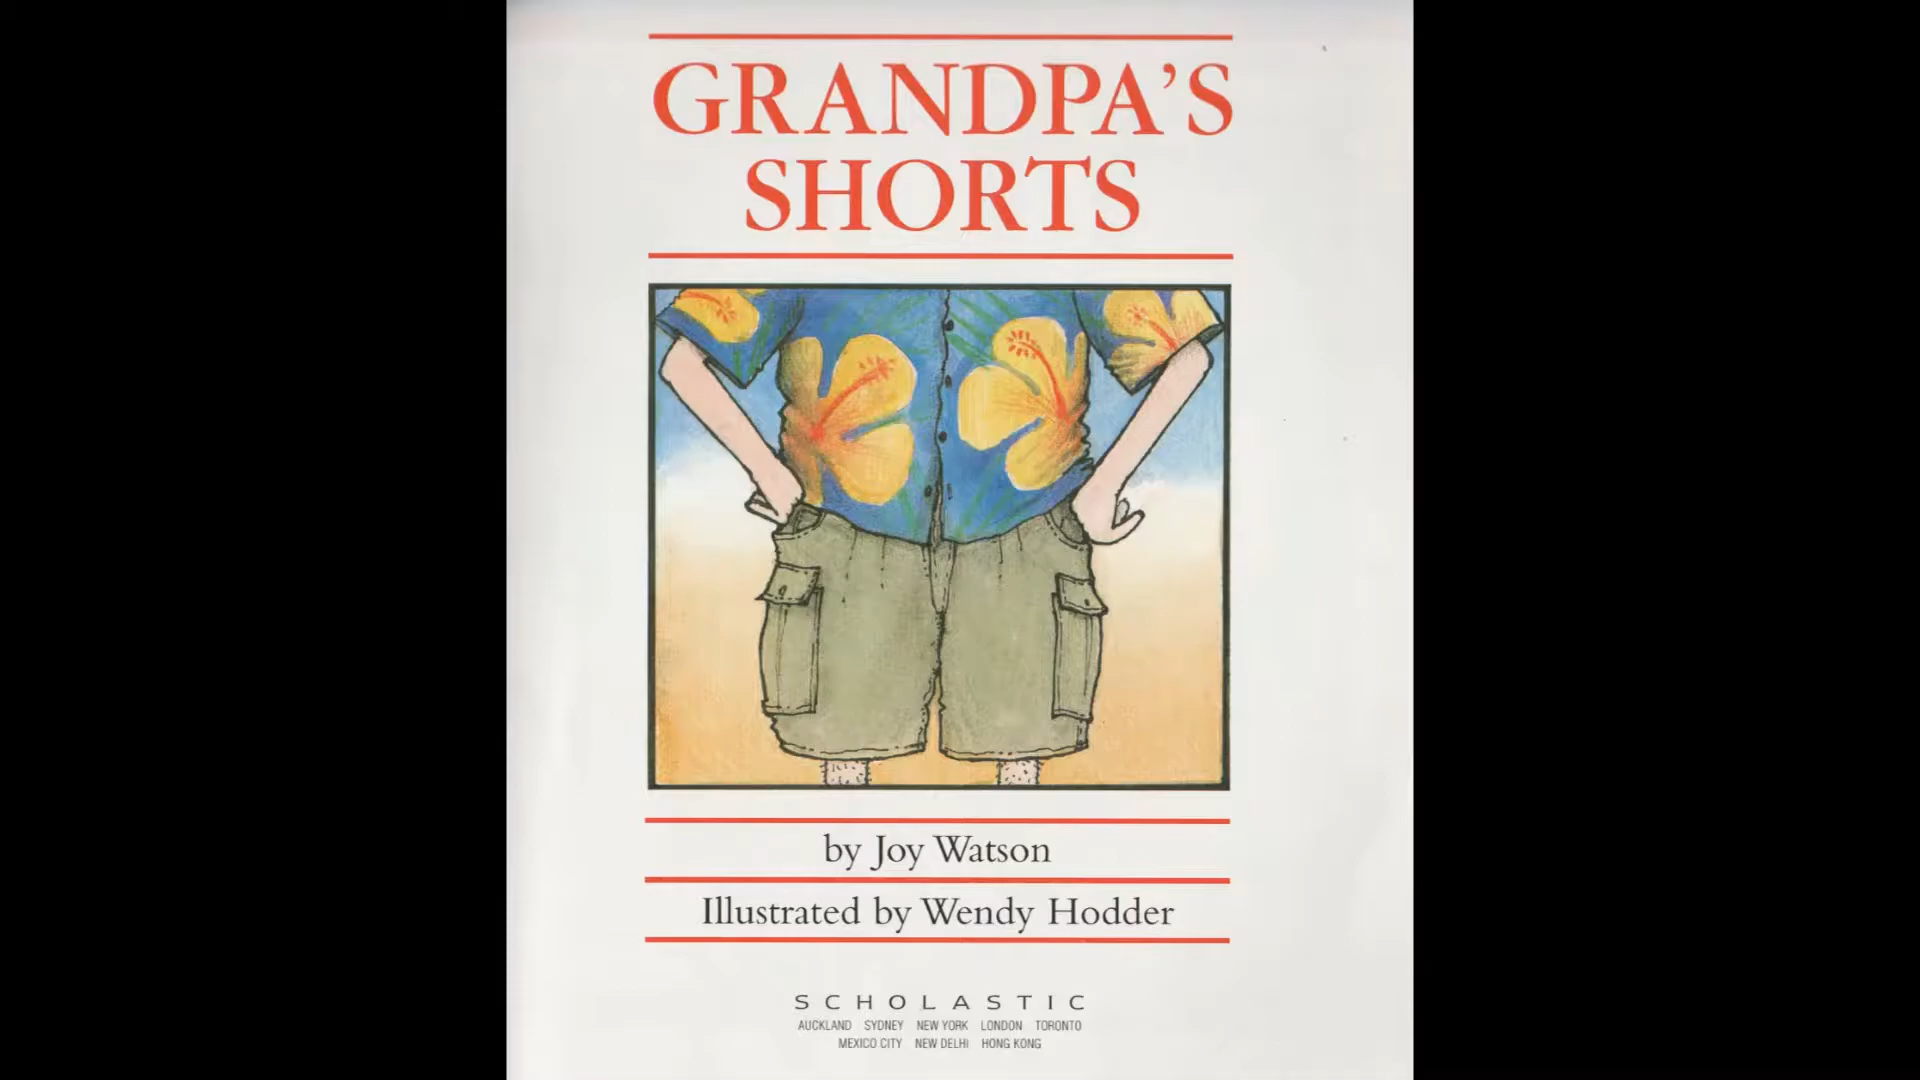 GRANDPA'S
SHORTS
by Joy Watson
Illustrated by Wendy Hodder
SCHOLASTIC
AUCKLAND SYDNEY NEW YORK LONDON TORONTO
MEXICO CITY NEW DELHI HONG KONG